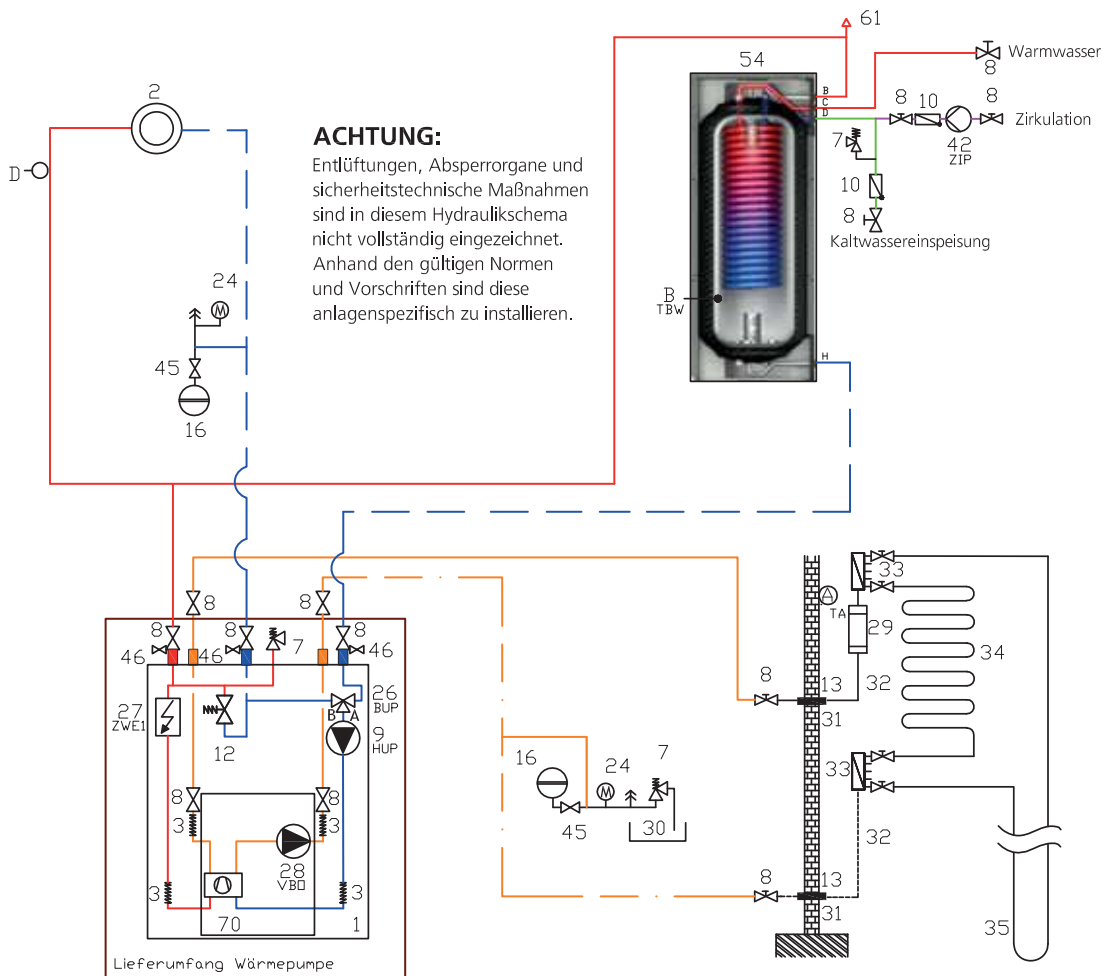 61
54
Warmwasser
8
B
C
D
8
10
8
Zirkulation
42
ZIP
7
10
8
Kaltwassereinspeisung
B
TBW
H
2
D
ACHTUNG:
Entlüftungen, Absperrorgane und
sicherheitstechnische Maßnahmen
sind in diesem Hydraulikschema
nicht vollständig eingezeichnet.
Anhand den gültigen Normen
und Vorschriften sind diese
anlagenspezifisch zu installieren.
24
M
45
16
8
8
8
8
8
7
46
46
46
26
BUP
B
A
27
ZWE1
12
9
HUP
8
8
3
3
28
VBO
3
3
70
1
Lieferumfang Wärmepumpe
16
24
7
M
45
30
A
TA
33
29
34
8
13
32
31
33
32
8
13
31
35